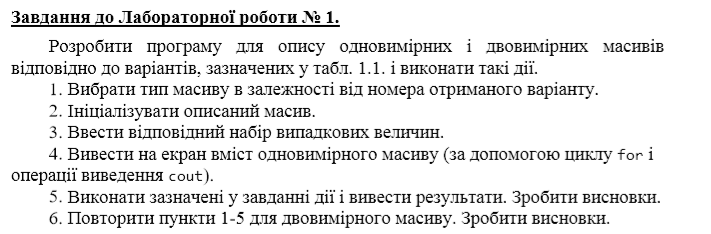 Завдання до Лабораторної роботи № 1.
Розробити програму для опису одновимірних і двовимірних масивів
відповідно до варіантів, зазначених у табл. 1.1. і виконати такі дії.
1. Вибрати тип масиву в залежності від номера отриманого варіанту.
2. Ініціалізувати описаний масив.
3. Ввести відповідний набір випадкових величин.
4. Вивести на екран вміст одновимірного масиву (за допомогою циклу for і
операції виведення cout).
5. Виконати зазначені у завданні дії і вивести результати. Зробити висновки.
6. Повторити пункти 1-5 для двовимірного масиву. Зробити висновки.